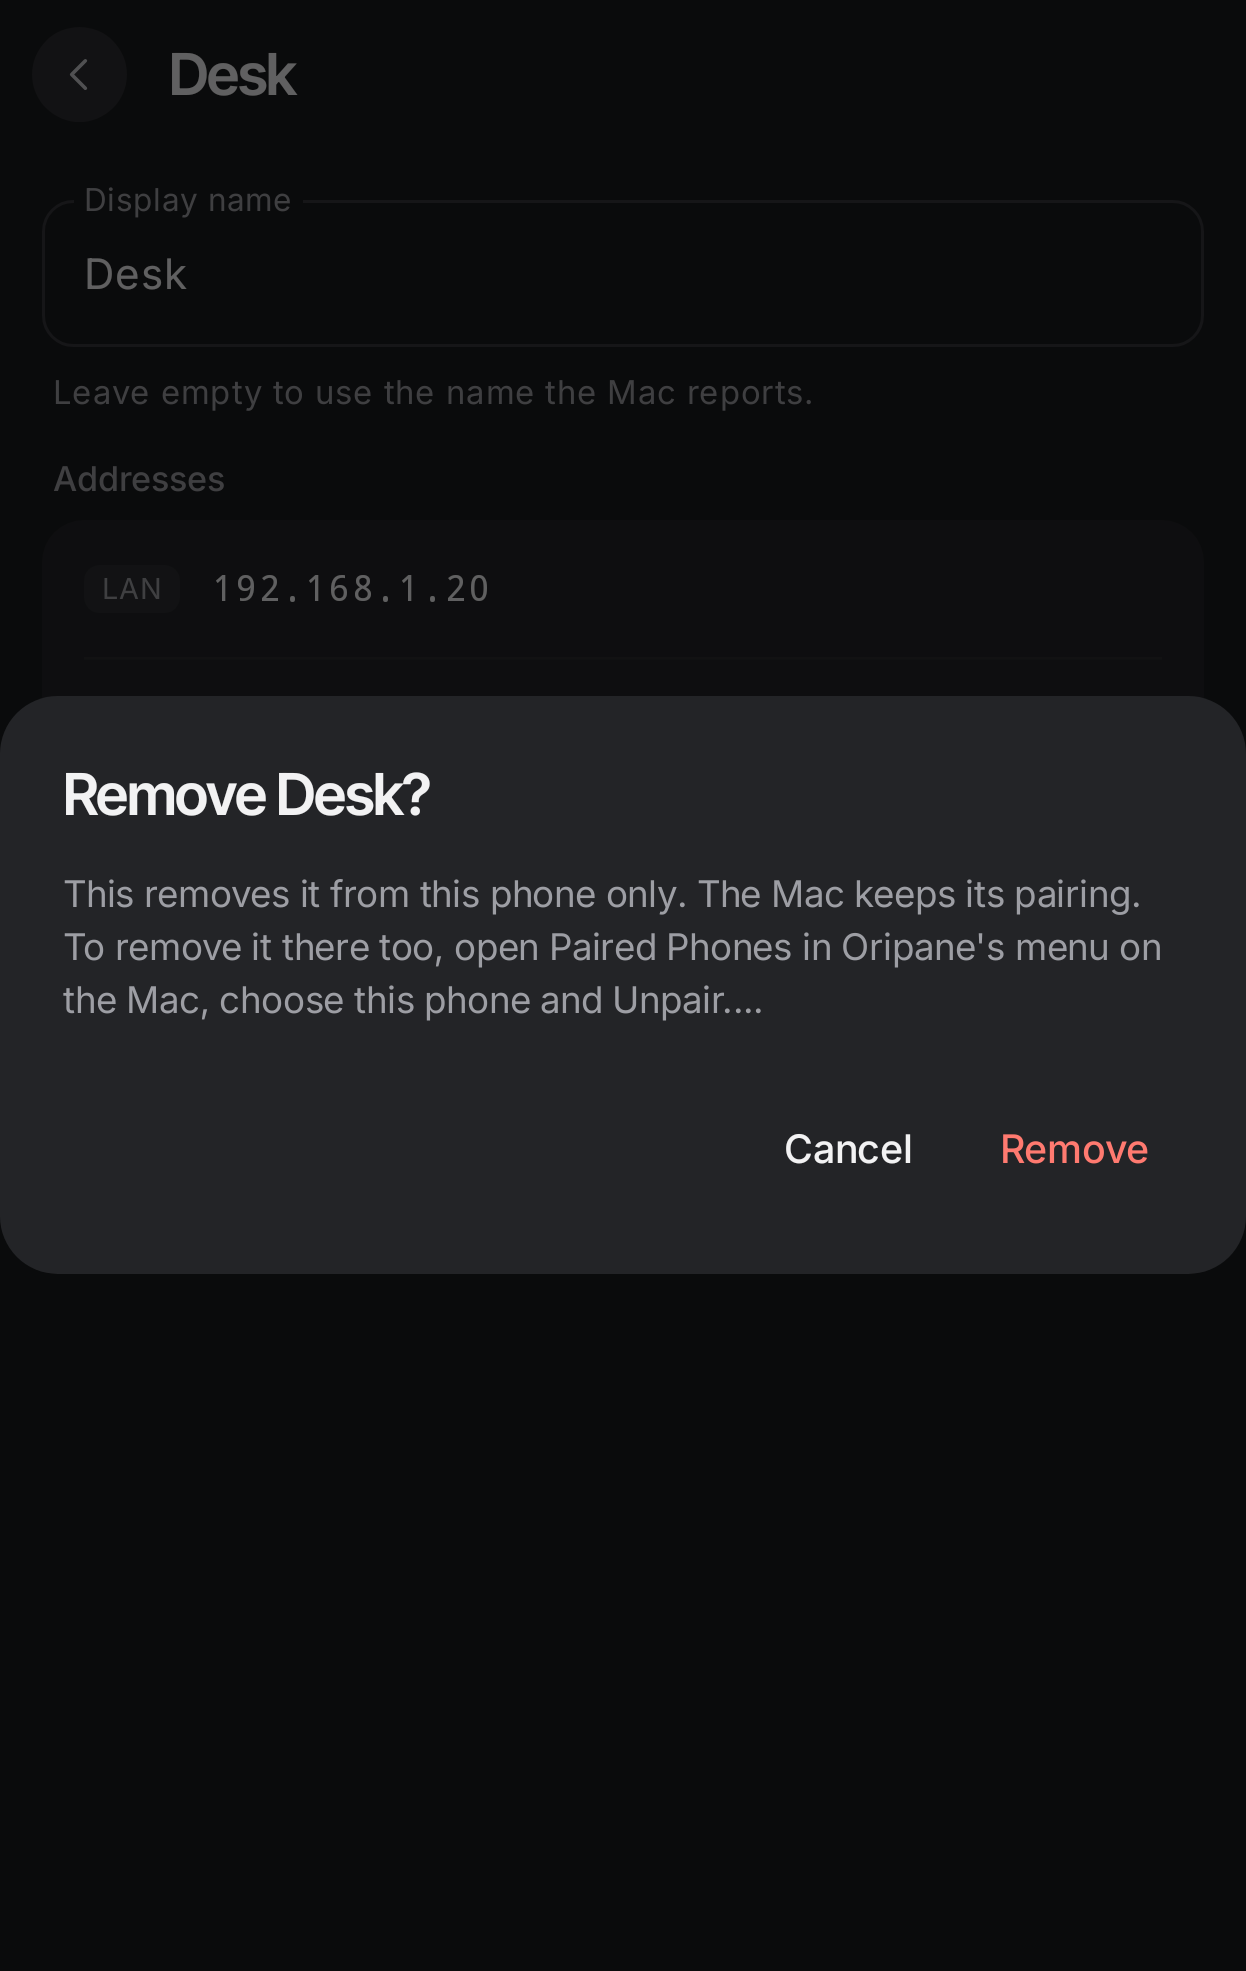 Desk
Display name
Desk
Leave empty to use the name the Mac reports.
Addresses
LAN 192.168.1.20
Remove Desk?
This removes it from this phone only. The Mac keeps its pairing.
To remove it there too, open Paired Phones in Oripane's menu on
the Mac, choose this phone and Unpair.…
Cancel Remove